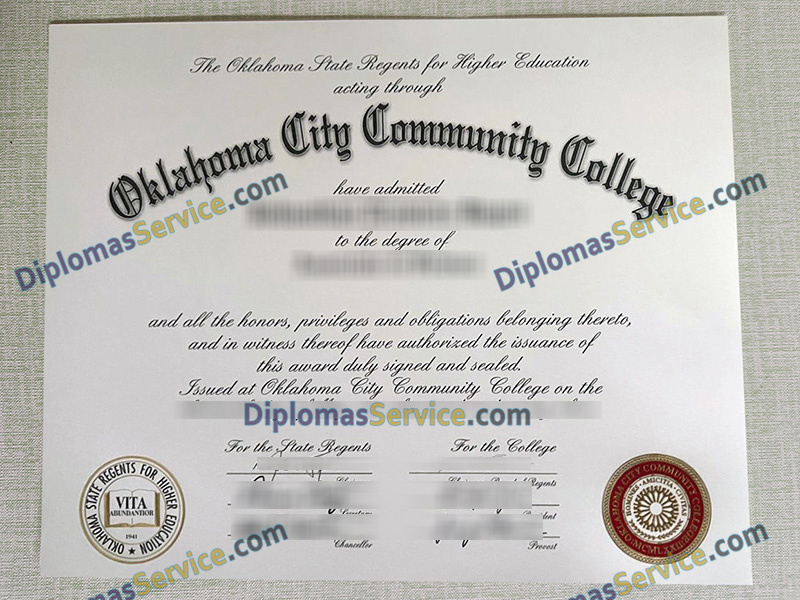 The Oklahoma State Regents for Higher Education
acting through
Oklahoma City Community College
have admitted
to the degree of
DiplomasService.com
DiplomasService.com
and all the honors, privileges and obligations belonging thereto,
and in witness thereof have authorized the issuance of
this award duly signed and sealed.
Issued at Oklahoma City Community College on the
DiplomasService.com
For the State Regents
For the College
Regents
Secretary
Chancellor
Provost
OKLAHOMA STATE REGENTS FOR HIGHER EDUCATION
VITA
ABUNDANTIOR
1941
OKLAHOMA CITY COMMUNITY COLLEGE
AMICITIA
DiplomasService.com
DiplomasService.com